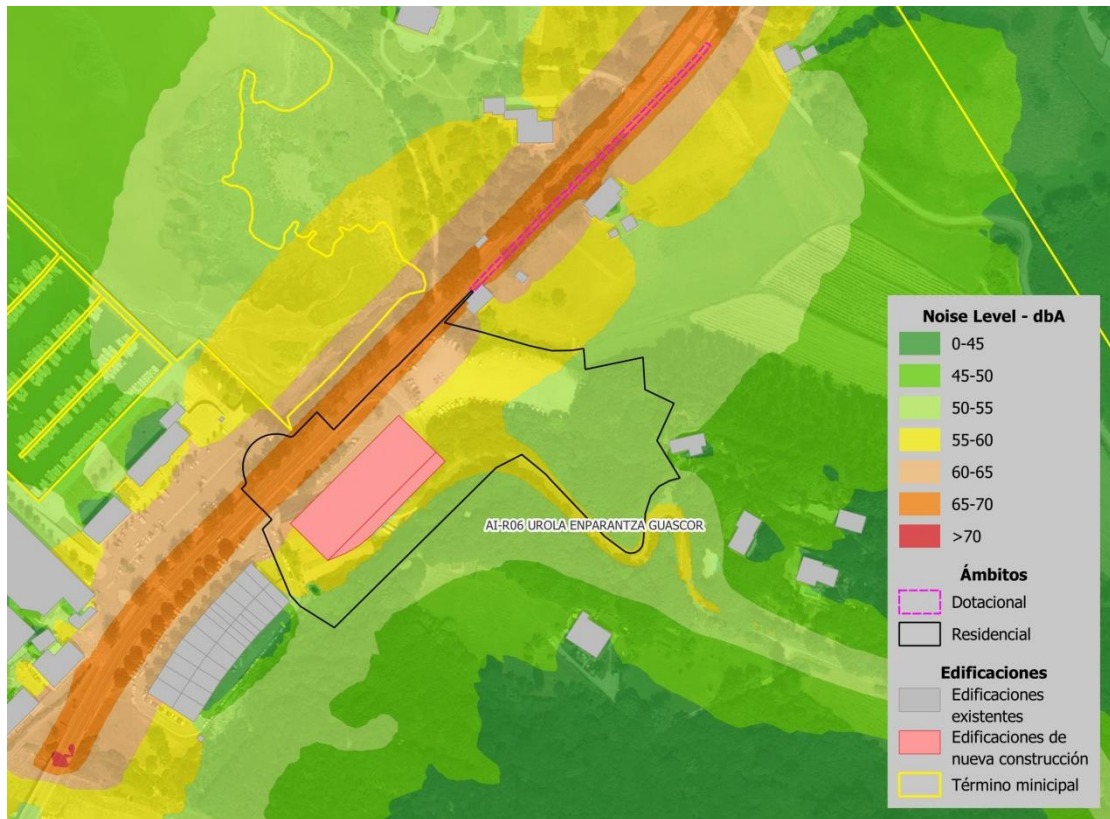 AI-R06 UROLA ENPARANTZA GUASCOR
Noise Level - dbA
0-45
45-50
50-55
55-60
60-65
65-70
>70
Ámbitos
Dotacional
Residencial
Edificaciones
Edificaciones
existentes
Edificaciones de
nueva construcción
Término minicipal